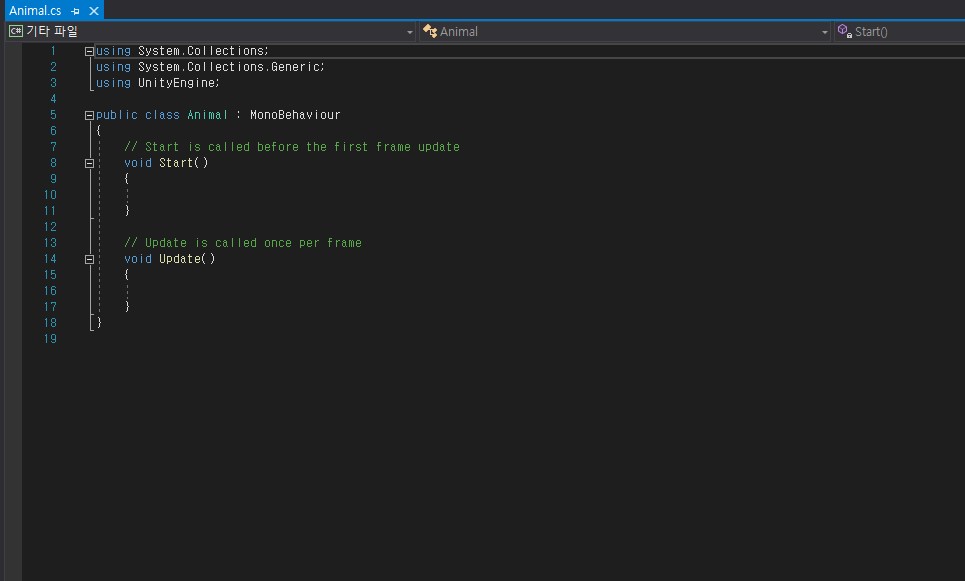 Animal.cs
C# 기타 파일
Animal
Start()
1 using System.Collections;
2 using System.Collections.Generic;
3 using UnityEngine;
4
5 public class Animal : MonoBehaviour
6 {
7 // Start is called before the first frame update
8 void Start()
9 {
10
11 }
12
13 // Update is called once per frame
14 void Update()
15 {
16
17 }
18 }
19